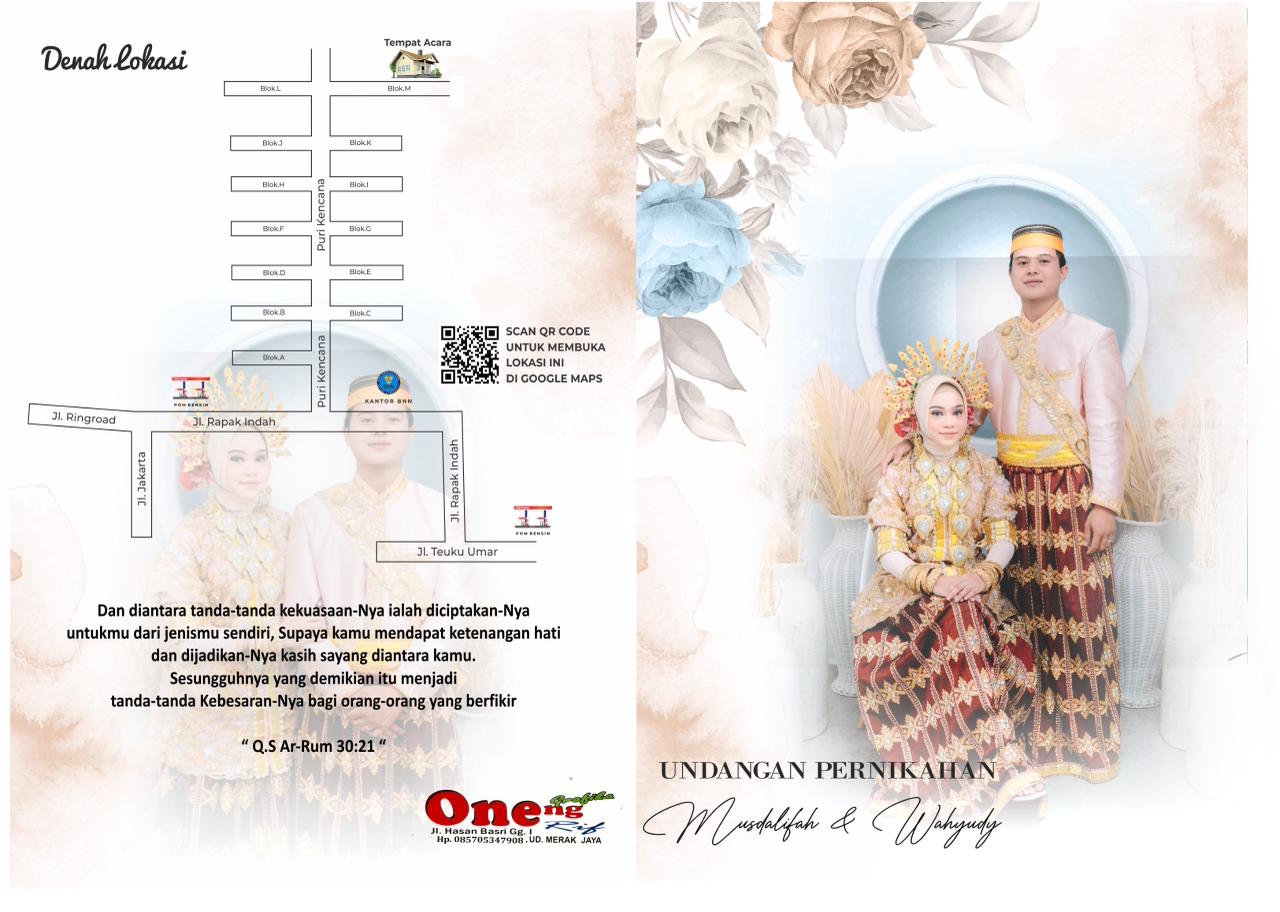 Denah Lokasi
Tempat Acara
Blok.L
Blok.M
Blok.J
Blok.K
Blok.H
Blok.I
Puri Kencana
Blok.F
Blok.G
Blok.D
Blok.E
Blok.B
Blok.C
Puri Kencana
Blok.A
SCAN QR CODE
UNTUK MEMBUKA
LOKASI INI
DI GOOGLE MAPS
POM BENSIN
KANTOR BNN
Jl. Ringroad
Jl. Rapak Indah
Jl. Jakarta
Jl. Rapak Indah
POM BENSIN
Jl. Teuku Umar
Dan diantara tanda-tanda kekuasaan-Nya ialah diciptakan-Nya
untukmu dari jenismu sendiri, Supaya kamu mendapat ketenangan hati
dan dijadikan-Nya kasih sayang diantara kamu.
Sesungguhnya yang demikian itu menjadi
tanda-tanda Kebesaran-Nya bagi orang-orang yang berfikir
“ Q.S Ar-Rum 30:21 “
Oneng Grafika
Rif
Jl. Hasan Basri Gg. I
Hp. 085705347908 . UD. MERAK JAYA
UNDANGAN PERNIKAHAN
Musdalifah & Wahyudy